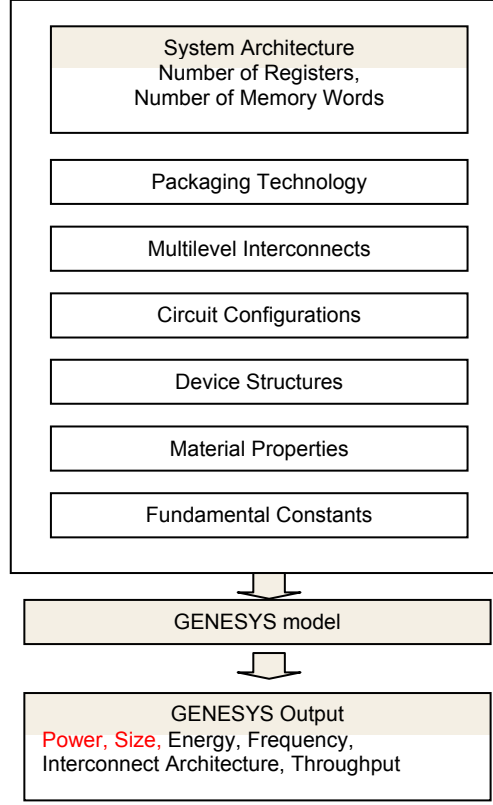 System Architecture
Number of Registers,
Number of Memory Words
Packaging Technology
Multilevel Interconnects
Circuit Configurations
Device Structures
Material Properties
Fundamental Constants
GENESYS model
GENESYS Output
Power, Size, Energy, Frequency,
Interconnect Architecture, Throughput